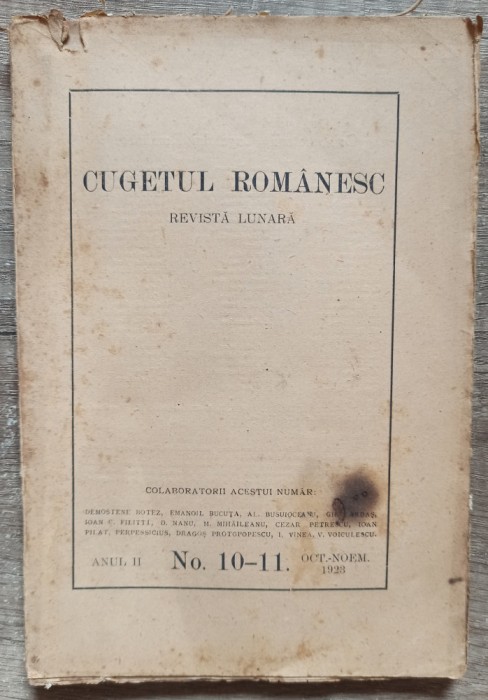 CUGETUL ROMÂNESC
REVISTĂ LUNARĂ
COLABORATORII ACESTUI NUMĂR:
DEMOSTENE BOTEZ, EMANOIL BUCUȚA, AL. BUSUIOCEANU,
IOAN C. FILITTI, G. MANU, H. MIHĂILEANU, CEZAR PETRESCU, IOAN
PILAT, PERPESSICIUS, DRAGOȘ PROTOPOPESCU, I. VINEA, V. VOICULESCU.
ANUL II No. 10-11. OCT.-NOEM.
1923